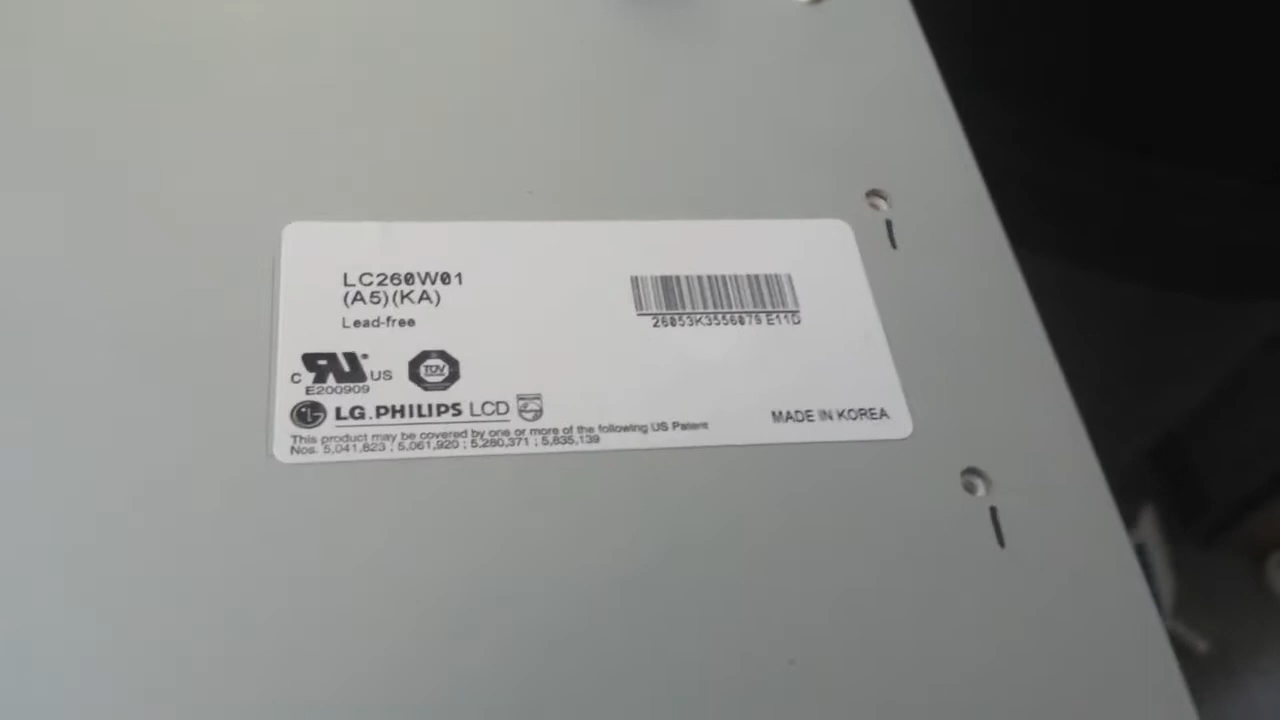 LC260W01
(A5)(KA)
Lead-free
26053K3556079 E11D
C RU US
E200909
TÜV
LG.PHILIPS LCD
MADE IN KOREA
This product may be covered by one or more of the following US Patent
Nos. 5,041,823 ; 5,061,920 ; 5,280,371 ; 5,835,139